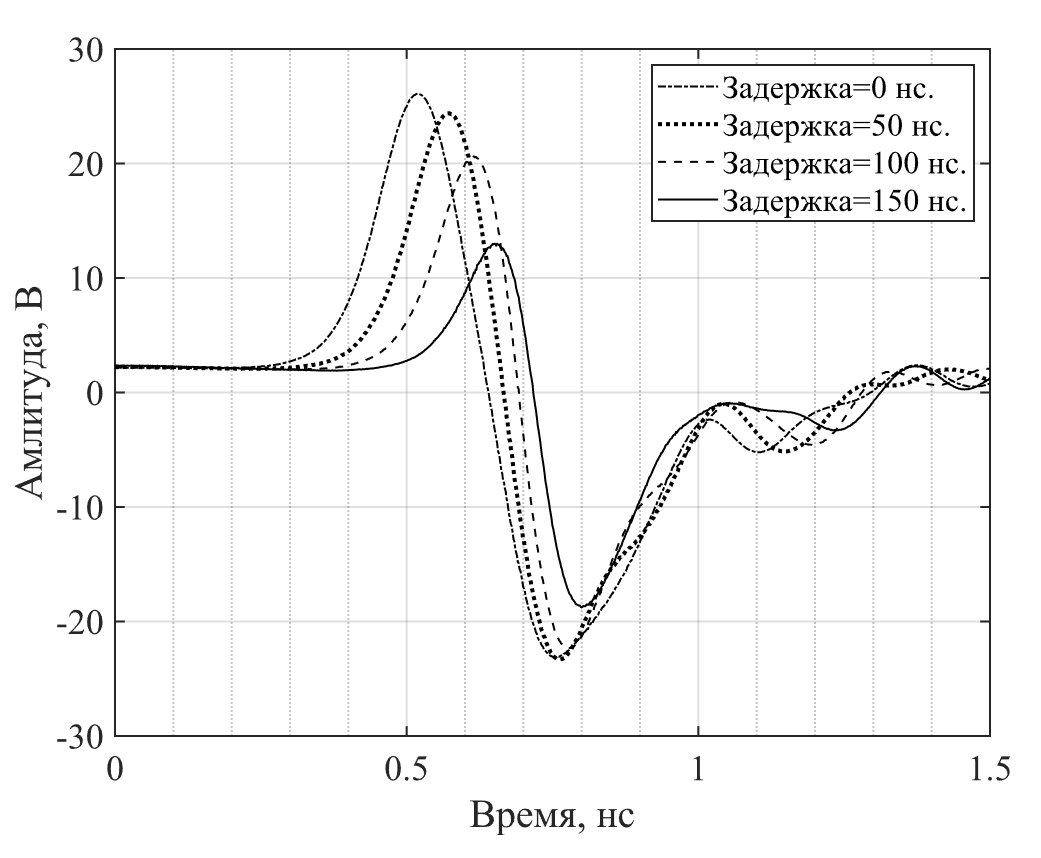 30
20
10
0
-10
-20
-30
0
0.5
1
1.5
Амлитуда, В
Время, нс
Задержка=0 нс.
Задержка=50 нс.
Задержка=100 нс.
Задержка=150 нс.